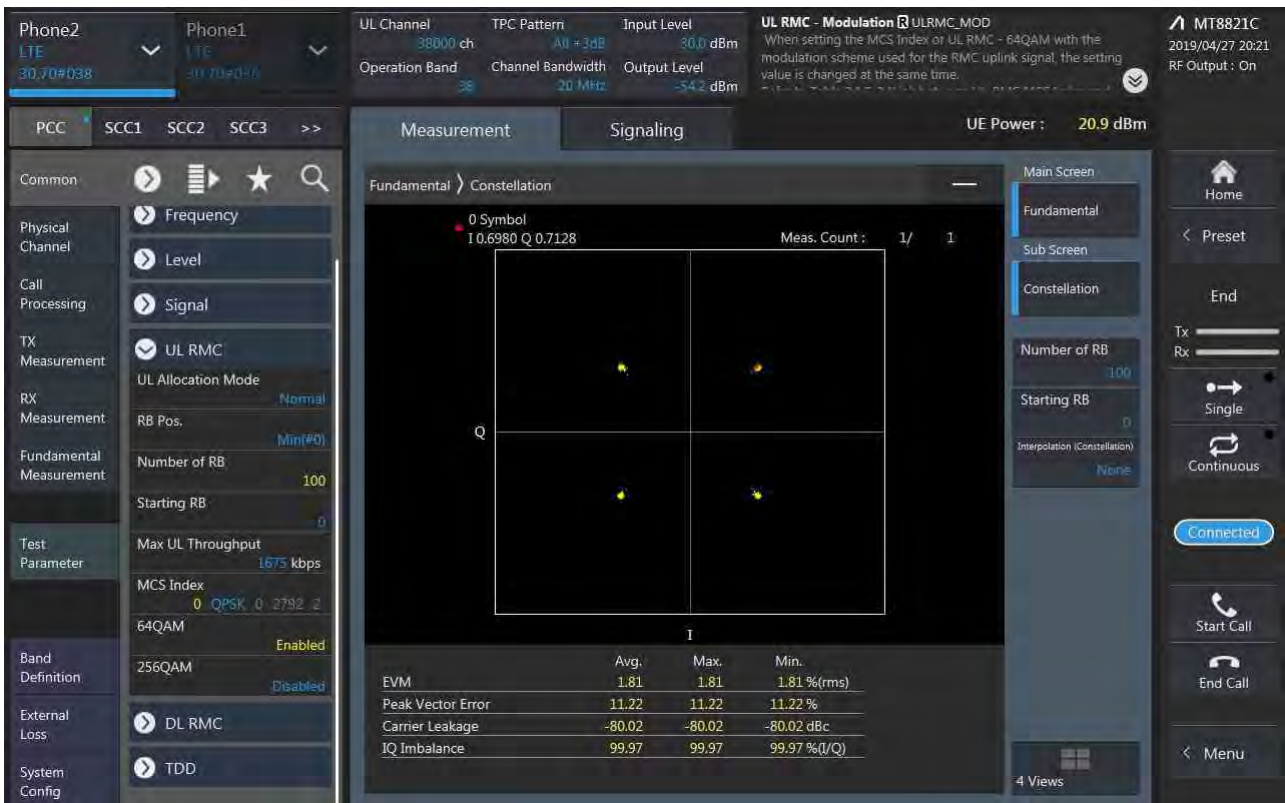 Phone2
LTE
30,70#038
Phone1
LTE
UL Channel
38000 ch
Operation Band
38
TPC Pattern
All +3dB
Channel Bandwidth
20 MHz
Input Level
30.0 dBm
Output Level
-54.2 dBm
UL RMC - Modulation R ULRMC_MOD
When setting the MCS Index or UL RMC - 64QAM with the
modulation scheme used for the RMC uplink signal, the setting
value is changed at the same time.
MT8821C
2019/04/27 20:21
RF Output : On
PCC SCC1 SCC2 SCC3 >>
Measurement
Signaling
UE Power : 20.9 dBm
Common
Physical
Channel
Call
Processing
TX
Measurement
RX
Measurement
Fundamental
Measurement
Test
Parameter
Band
Definition
External
Loss
System
Config
Frequency
Level
Signal
UL RMC
UL Allocation Mode
Normal
RB Pos.
Min(#0)
Number of RB
100
Starting RB
0
Max UL Throughput
1675 kbps
MCS Index
0 QPSK 0 2792 2
64QAM
Enabled
256QAM
Disabled
DL RMC
TDD
Fundamental > Constellation
0 Symbol
I 0.6980 Q 0.7128
Meas. Count : 1/ 1
Q
I
Avg. Max. Min.
EVM 1.81 1.81 1.81 %(rms)
Peak Vector Error 11.22 11.22 11.22 %
Carrier Leakage -80.02 -80.02 -80.02 dBc
IQ Imbalance 99.97 99.97 99.97 %(I/Q)
Main Screen
Fundamental
Sub Screen
Constellation
Number of RB
100
Starting RB
0
Interpolation (Constellation)
None
4 Views
Home
< Preset
End
Tx
Rx
Single
Continuous
Connected
Start Call
End Call
< Menu